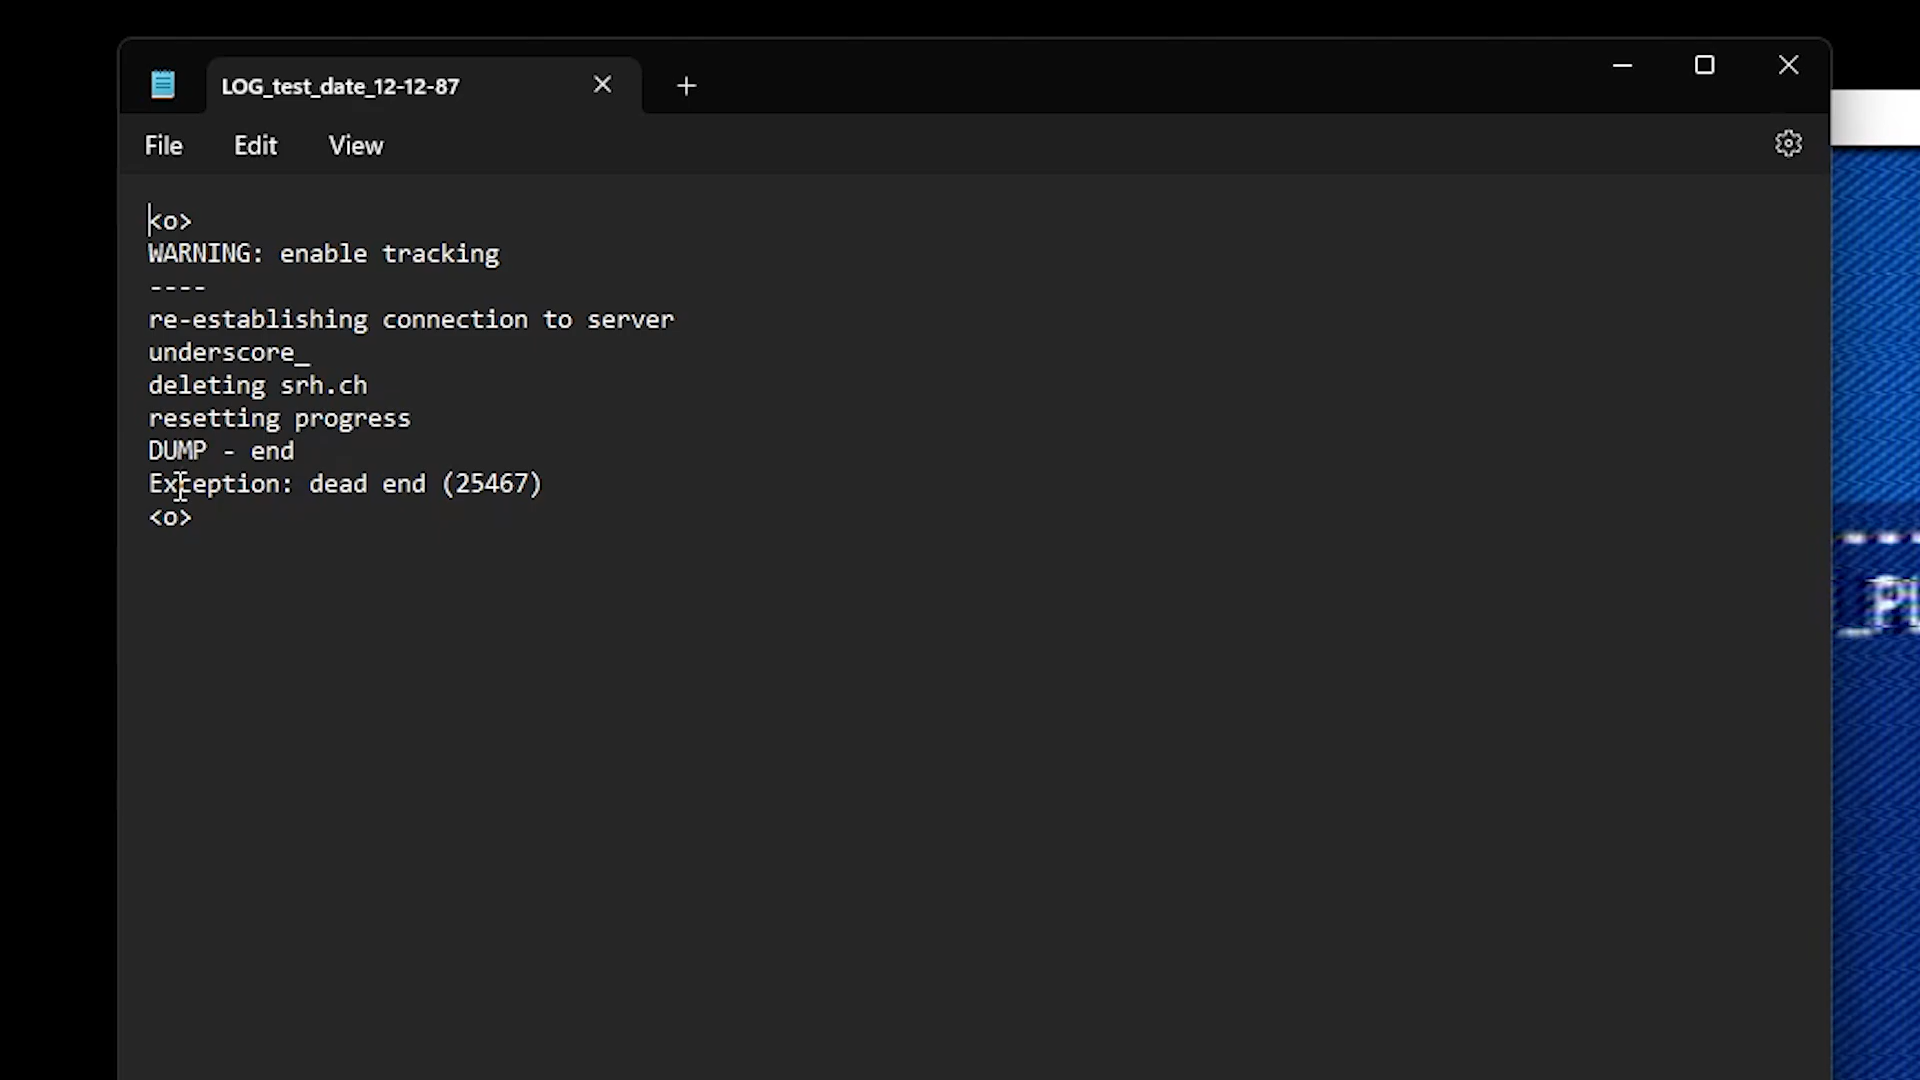 LOG_test_date_12-12-87
File Edit View
<o>
WARNING: enable tracking
----
re-establishing connection to server
underscore_
deleting srh.ch
resetting progress
DUMP - end
Exception: dead end (25467)
<o>